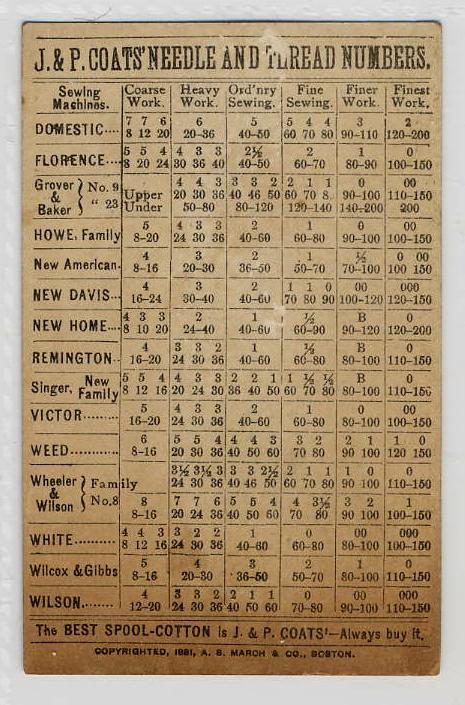 J. & P. COATS' NEEDLE AND THREAD NUMBERS.
Sewing Machines. Coarse Work. Heavy Work. Ord'nry Sewing. Fine Sewing. Finer Work. Finest Work.
7 7 6 6 5 5 4 4 3 2
DOMESTIC.... 8 12 20 20-36 40-50 60 70 80 90-110 120-200
5 5 4 4 3 3 2½ 2 1 0
FLORENCE.... 8 20 24 30 36 40 40-50 60-70 80-90 100-150
Grover & Baker No. 9 4 4 3 3 3 2 2 1 1 0 00
Upper 20 30 36 40 46 50 60 70 8 90-100 110-150
" 23 Under 50-80 80-120 120-140 140-200 200
5 4 3 3 2 1 0 00
HOWE, Family 8-20 24 30 36 40-60 60-80 90-100 100-150
4 3 2 1 ½ 0 00
New American. 8-16 20-30 36-50 50-70 70-100 100 150
4 3 2 1 1 0 00 000
NEW DAVIS... 16-24 30-40 40-60 70 80 90 100-120 120-150
4 3 3 2 1 ½ B 0
NEW HOME... 8 10 20 24-40 40-60 60-90 90-120 120-200
4 3 3 2 1 ½ B 0
REMINGTON.. 16-20 24 30 36 40-60 60-80 80-100 110-150
5 5 4 4 3 3 2 2 1 1 ½ ½ B 0
Singer, New Family 8 12 16 20 24 30 36 40 50 60 70 80 80-100 110-150
5 4 3 3 2 1 0 00
VICTOR......... 16-20 24 30 36 40-60 60-80 80-100 100-150
6 5 5 4 4 4 3 3 2 2 1 1 0
WEED............ 8-16 20 30 36 40 50 60 70 80 90 100 120 150
3½ 3½ 3 3 3 2½ 2 1 1 1 0 0
Wheeler & Wilson Family 24 30 36 40 46 50 60 70 80 90 100 110-150
8 7 7 6 5 5 4 4 3½ 3 2 1
No.8 8-16 20 24 36 40 50 60 70 80 90 100 100-150
4 4 3 3 2 2 1 0 00 000
WHITE........... 8 12 16 24 30 36 40-60 60-80 80-100 100-150
5 4 3 2 1 0
Wilcox & Gibbs 8-16 20-30 36-50 50-70 80-100 110-150
4 3 3 2 2 1 1 0 00 000
WILSON........ 12-20 24 30 36 40 50 60 70-80 90-100 110-150
The BEST SPOOL-COTTON is J. & P. COATS'—Always buy it.
COPYRIGHTED, 1881, A. S. MARCH & CO., BOSTON.